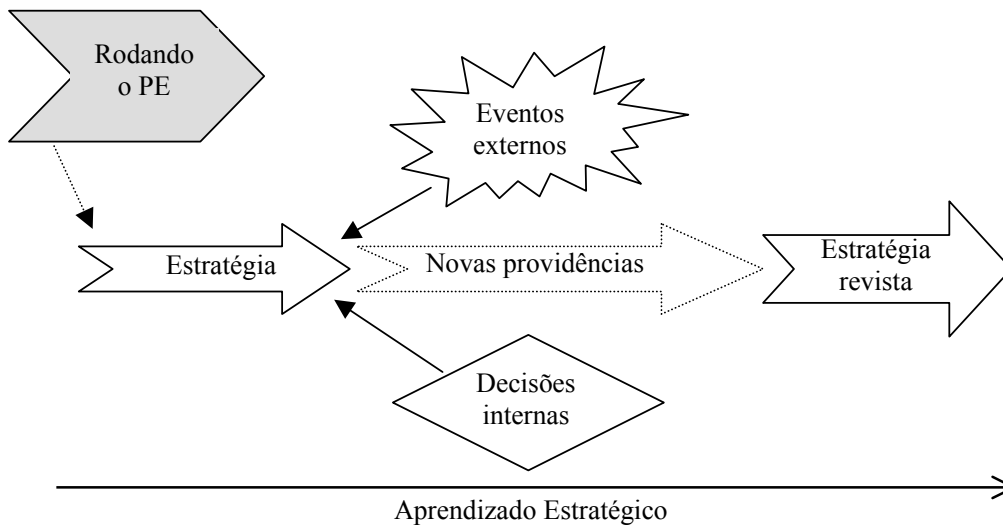 Rodando
o PE
Eventos
externos
Estratégia
Novas providências
Estratégia
revista
Decisões
internas
Aprendizado Estratégico